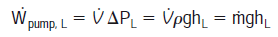 Ẇpump, L = V̇ ΔPL = V̇ρghL = ṁghL